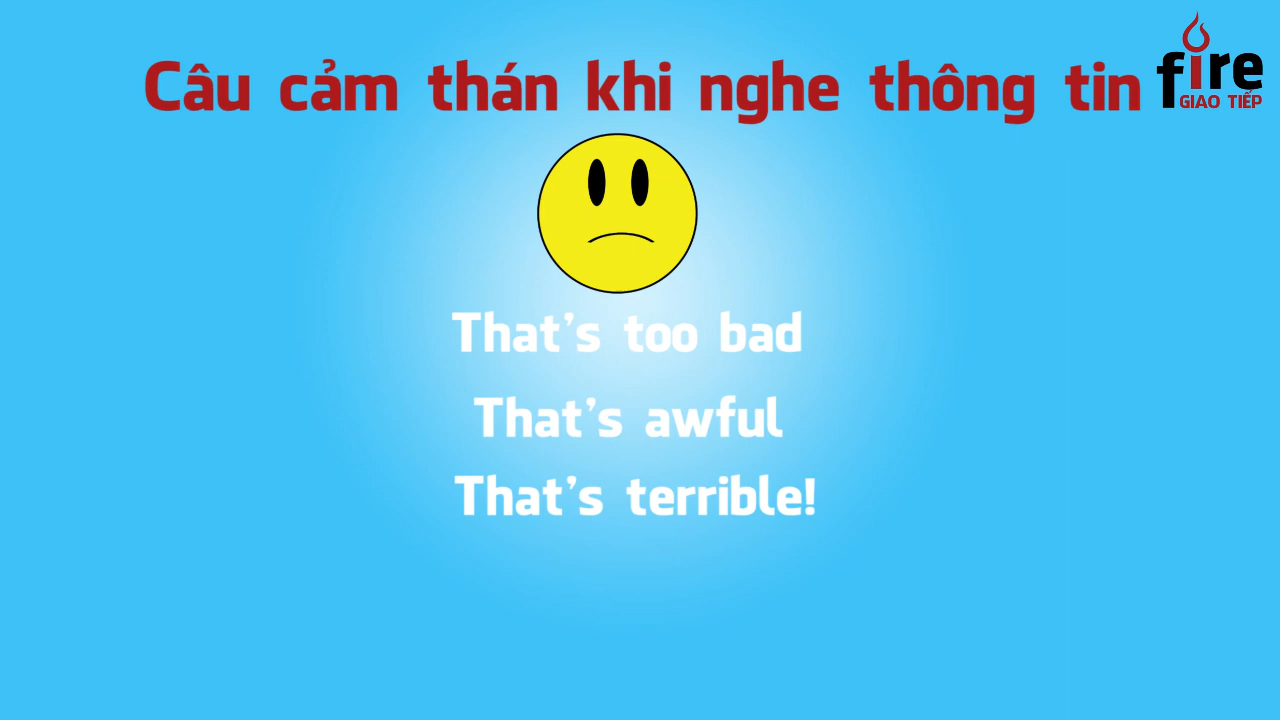 Câu cảm thán khi nghe thông tin
fire
GIAO TIẾP
That's too bad
That's awful
That's terrible!